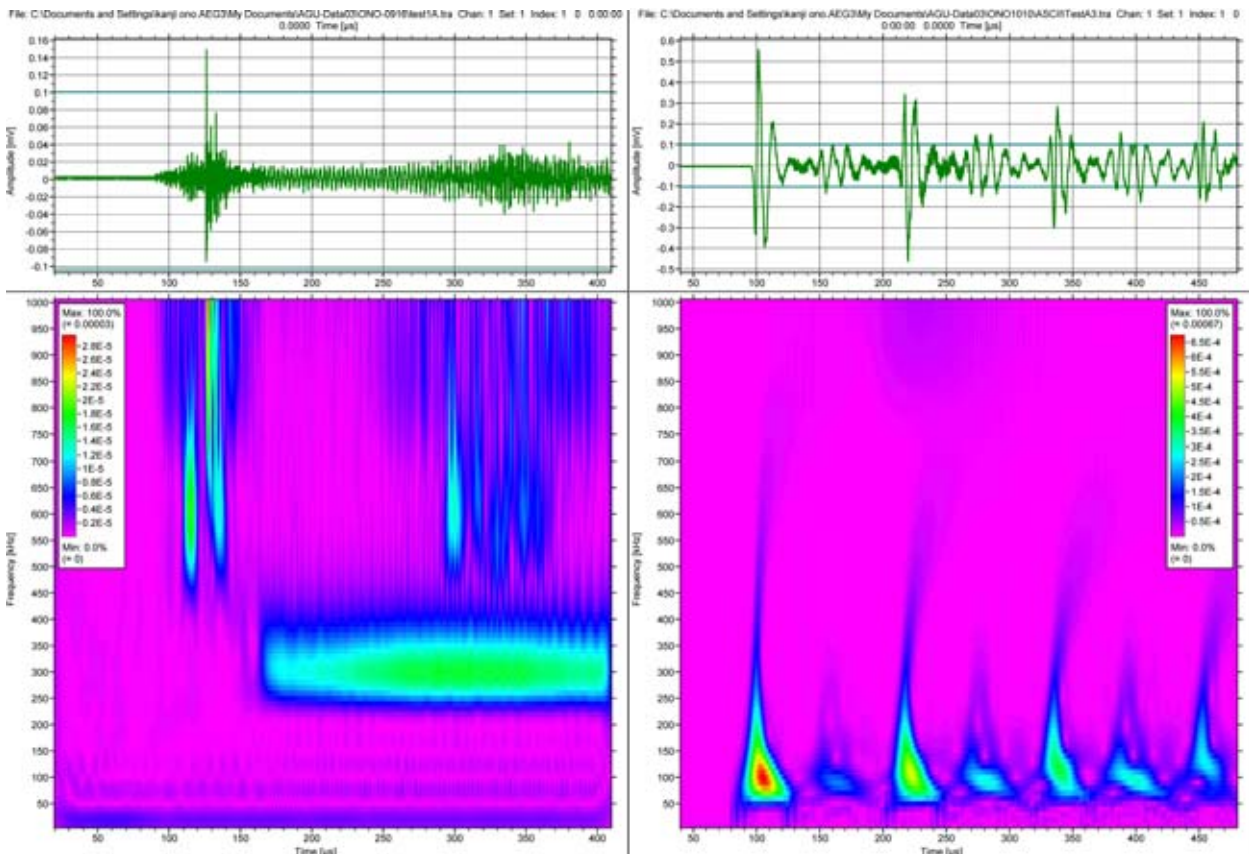 File: C:\Documents and Settings\kanji ono.AEG3\My Documents\AGU-Data03\ONO-0916\test1A.tra Chan: 1 Set: 1 Index: 1 0 0:00:00
0.0000 Time [µs]
0.16
0.14
0.12
0.1
0.08
0.06
0.04
0.02
0
-0.02
-0.04
-0.06
-0.08
-0.1
Amplitude [mV]
50 100 150 200 250 300 350 400
File: C:\Documents and Settings\kanji ono.AEG3\My Documents\AGU-Data03\ONO1010\ASCII\TestA3.tra Chan: 1 Set: 1 Index: 1 0
0:00:00 0.0000 Time [µs]
0.6
0.5
0.4
0.3
0.2
0.1
0
-0.1
-0.2
-0.3
-0.4
-0.5
Amplitude [mV]
50 100 150 200 250 300 350 400 450
1000
950
900
850
800
750
700
650
600
550
500
450
400
350
300
250
200
150
100
50
Frequency [kHz]
Max: 100.0%
(= 0.00003)
2.8E-5
2.6E-5
2.4E-5
2.2E-5
2E-5
1.8E-5
1.6E-5
1.4E-5
1.2E-5
1E-5
0.8E-5
0.6E-5
0.4E-5
0.2E-5
Min: 0.0%
(= 0)
50 100 150 200 250 300 350 400
Time [µs]
1000
950
900
850
800
750
700
650
600
550
500
450
400
350
300
250
200
150
100
50
Frequency [kHz]
Max: 100.0%
(= 0.00067)
6.5E-4
6E-4
5.5E-4
5E-4
4.5E-4
4E-4
3.5E-4
3E-4
2.5E-4
2E-4
1.5E-4
1E-4
0.5E-4
Min: 0.0%
(= 0)
50 100 150 200 250 300 350 400 450
Time [µs]